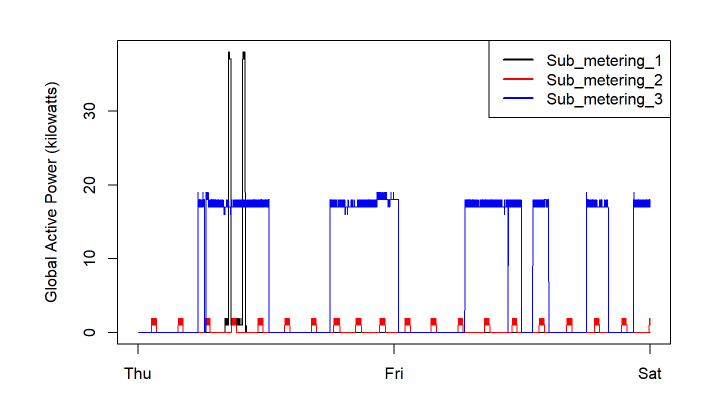 Global Active Power (kilowatts)
30
20
10
0
Sub_metering_1
Sub_metering_2
Sub_metering_3
Thu
Fri
Sat